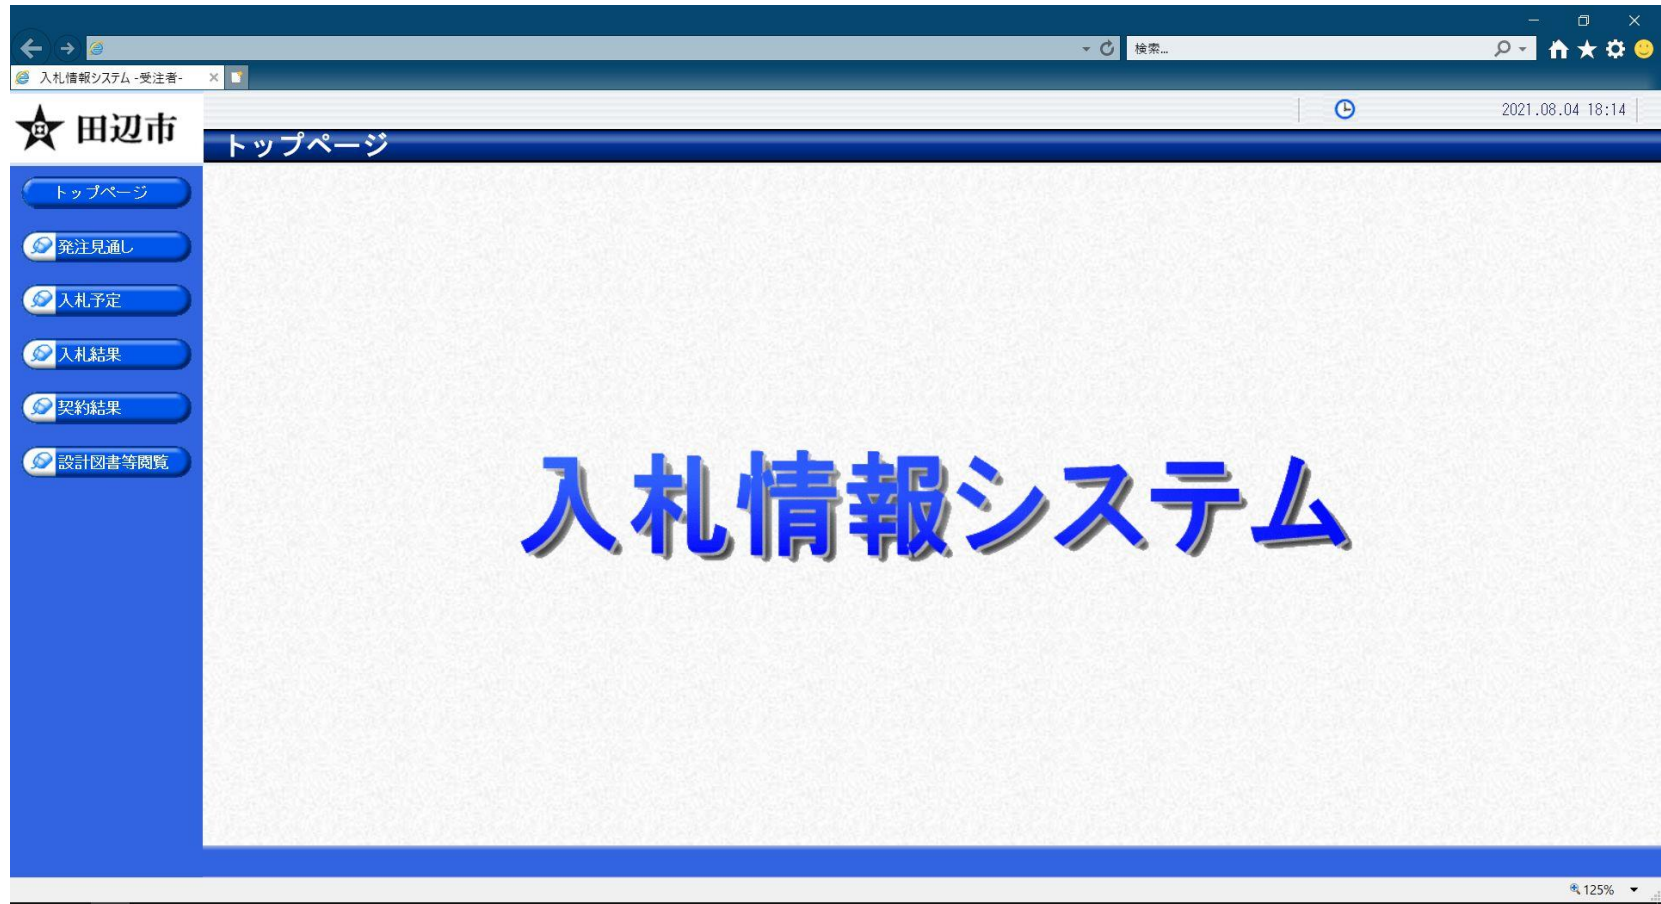 検索...
入札情報システム -受注者-
田辺市
2021.08.04 18:14
トップページ
トップページ
発注見通し
入札予定
入札結果
契約結果
設計図書等閲覧
入札情報システム
125%